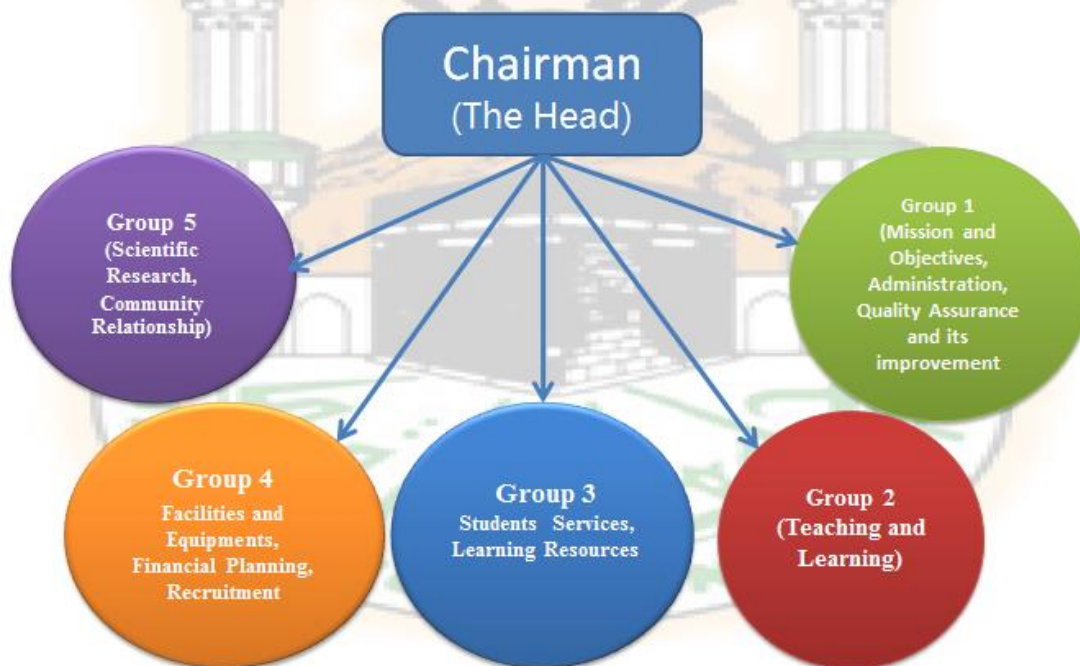 Chairman
(The Head)
Group 5
(Scientific
Research,
Community
Relationship)
Group 1
(Mission and
Objectives,
Administration,
Quality Assurance
and its
improvement
Group 4
Facilities and
Equipments,
Financial Planning,
Recruitment
Group 3
Students Services,
Learning Resources
Group 2
(Teaching and
Learning)